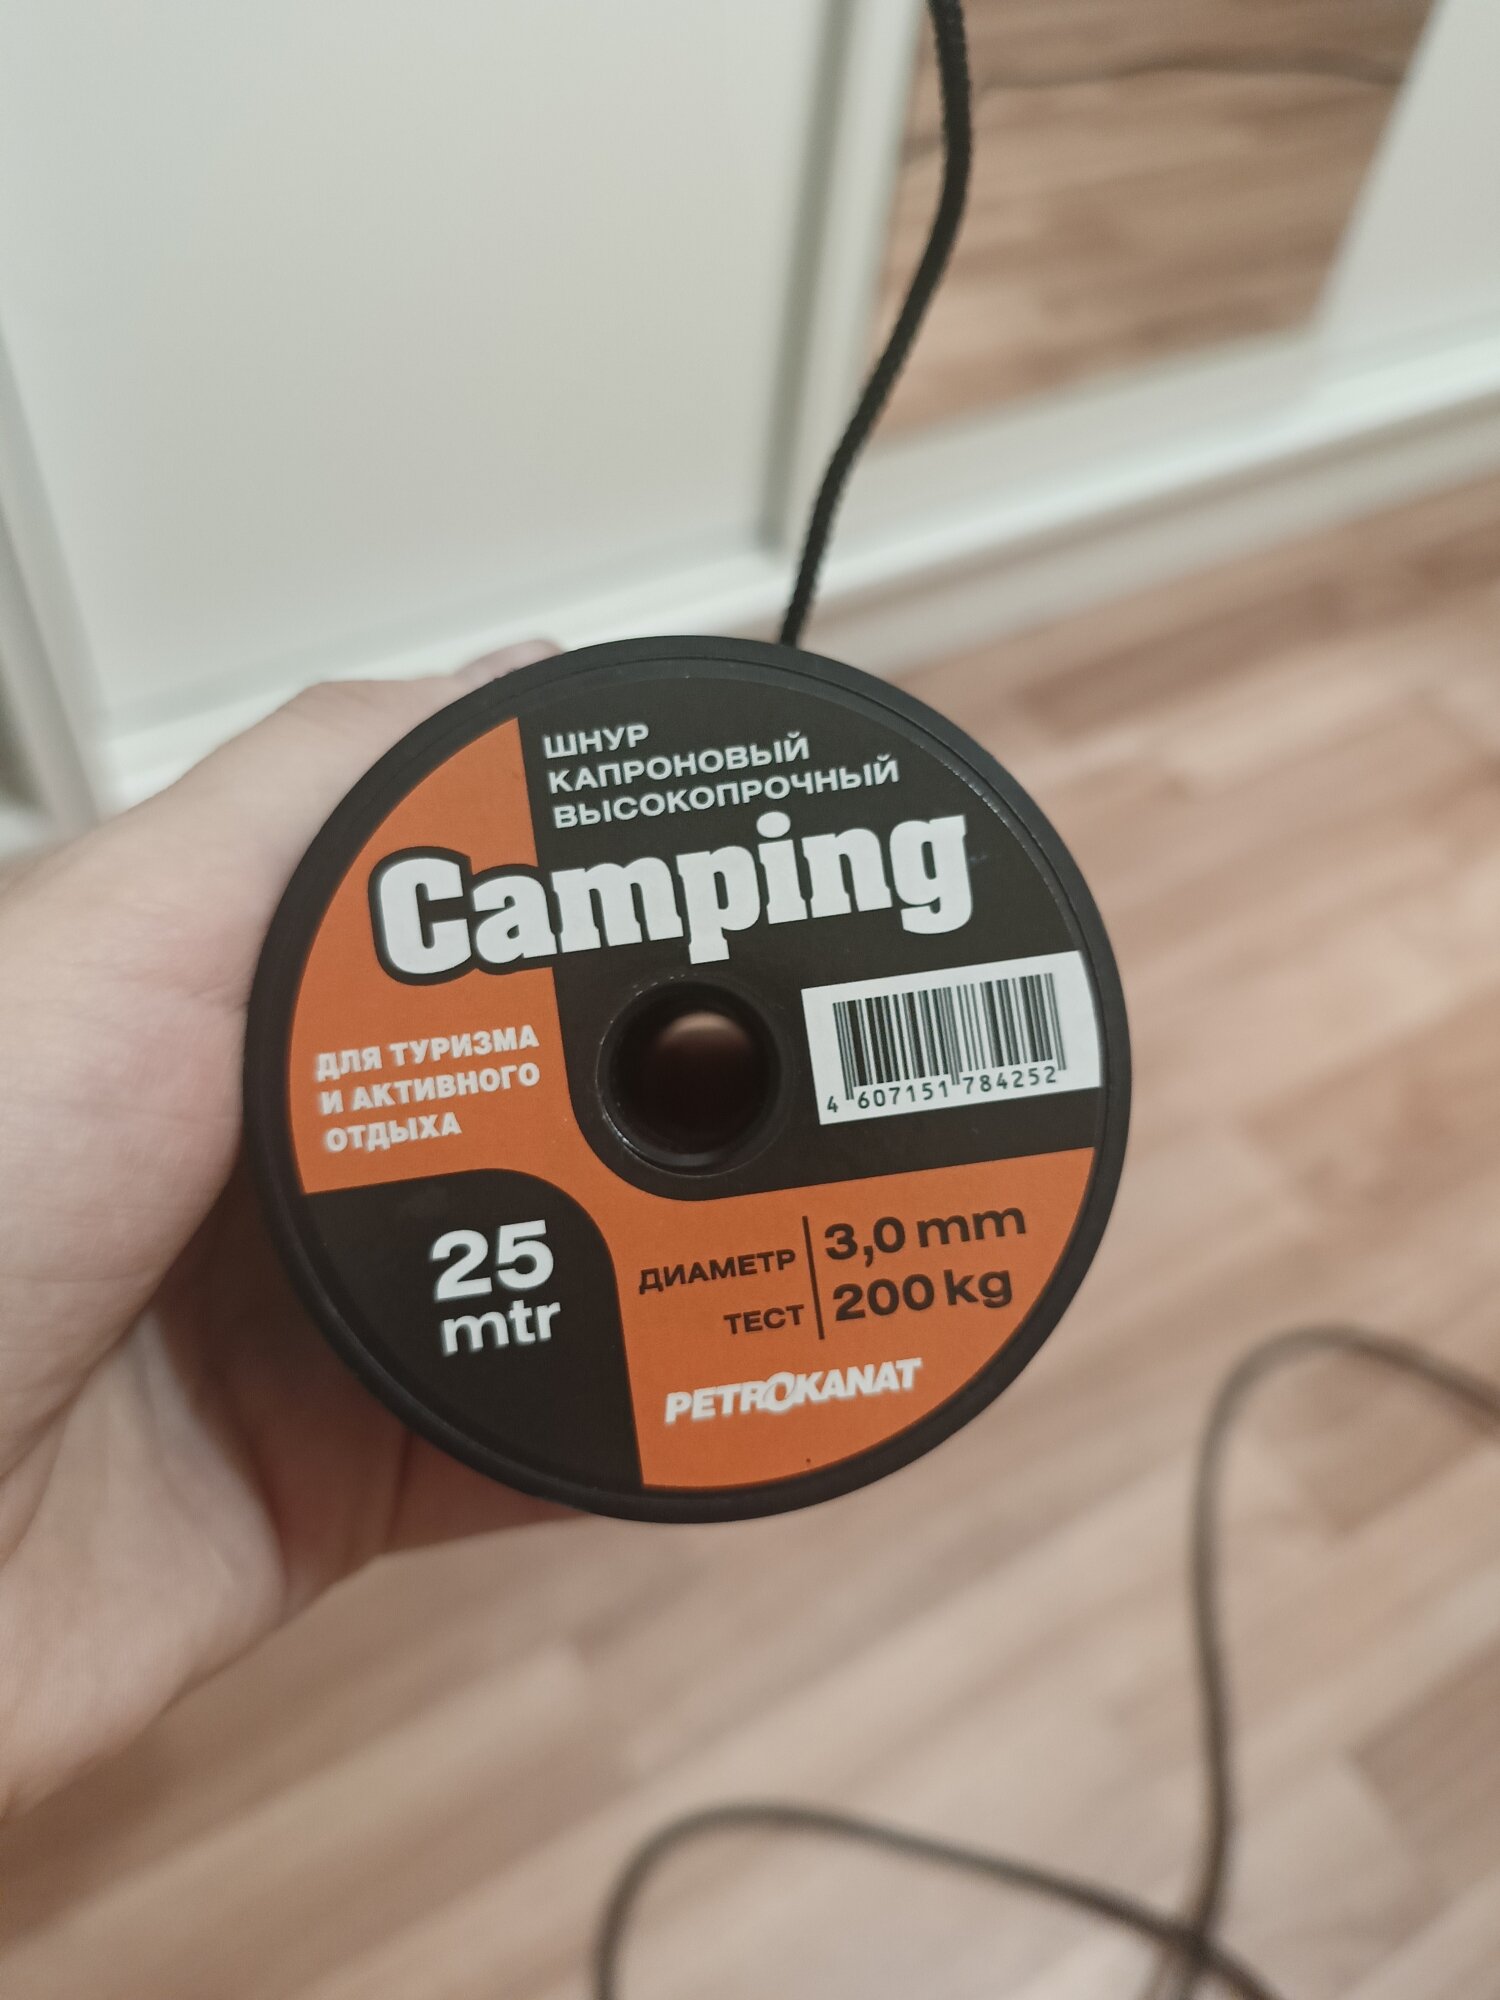 ШНУР
КАПРОНОВЫЙ
ВЫСОКОПРОЧНЫЙ
Camping
ДЛЯ ТУРИЗМА
И АКТИВНОГО
ОТДЫХА
4 607151 784252
25
mtr
ДИАМЕТР 3,0 mm
ТЕСТ 200 kg
PETROKANAT